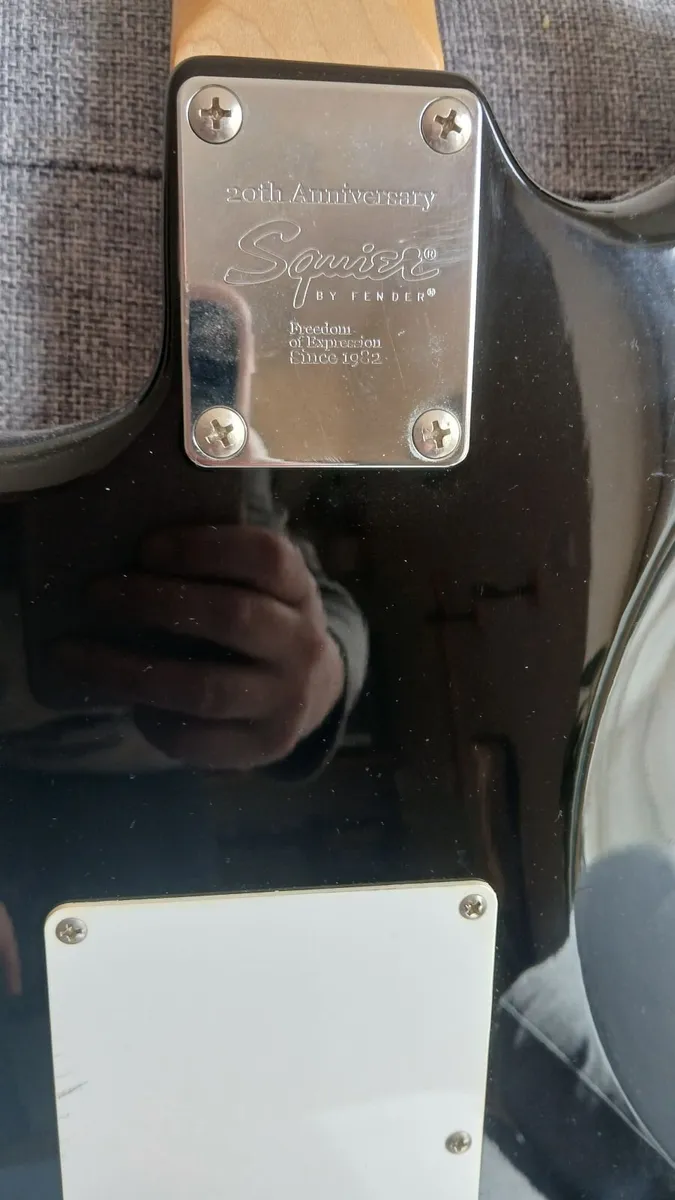 20th Anniversary
Squier®
BY FENDER®
Freedom
of Expression
Since 1982